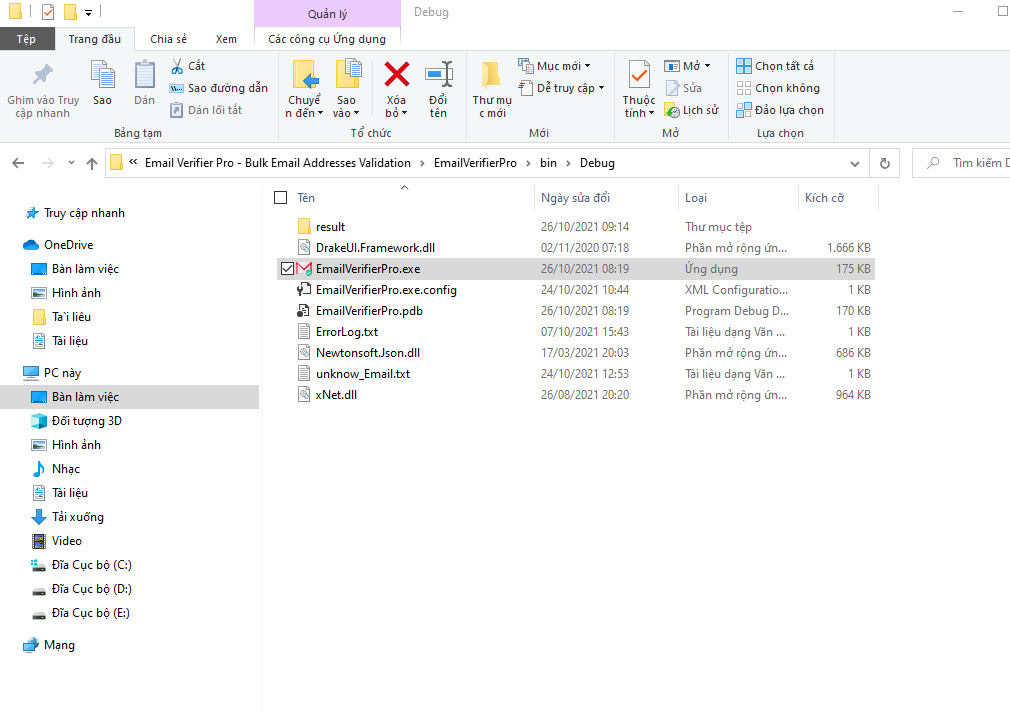 Quản lý
Debug
Tệp
Trang đầu
Chia sẻ
Xem
Các công cụ Ứng dụng
Ghim vào Truy
cập nhanh
Sao
Dán
Cắt
Sao đường dẫn
Dán lối tắt
Bảng tạm
Chuyể
n đến
Sao
vào
Xóa
bỏ
Đổi
tên
Tổ chức
Thư mụ
c mới
Mục mới
Dễ truy cập
Mới
Thuộc
tính
Mở
Sửa
Lịch sử
Mở
Chọn tất cả
Chọn không
Đảo lựa chọn
Lựa chọn
« Email Verifier Pro - Bulk Email Addresses Validation › EmailVerifierPro › bin › Debug
Tìm kiếm D
Truy cập nhanh
OneDrive
Bàn làm việc
Hình ảnh
Ta`i liêu
Tài liệu
PC này
Bàn làm việc
Đối tượng 3D
Hình ảnh
Nhạc
Tài liệu
Tải xuống
Video
Đĩa Cục bộ (C:)
Đĩa Cục bộ (D:)
Đĩa Cục bộ (E:)
Mạng
Tên Ngày sửa đổi Loại Kích cỡ
result 26/10/2021 09:14 Thư mục tệp
DrakeUI.Framework.dll 02/11/2020 07:18 Phần mở rộng ứn... 1.666 KB
EmailVerifierPro.exe 26/10/2021 08:19 Ứng dụng 175 KB
EmailVerifierPro.exe.config 24/10/2021 10:44 XML Configuratio... 1 KB
EmailVerifierPro.pdb 26/10/2021 08:19 Program Debug D... 170 KB
ErrorLog.txt 07/10/2021 15:43 Tài liệu dạng Văn ... 1 KB
Newtonsoft.Json.dll 17/03/2021 20:03 Phần mở rộng ứn... 686 KB
unknow_Email.txt 24/10/2021 12:53 Tài liệu dạng Văn ... 1 KB
xNet.dll 26/08/2021 20:20 Phần mở rộng ứn... 964 KB